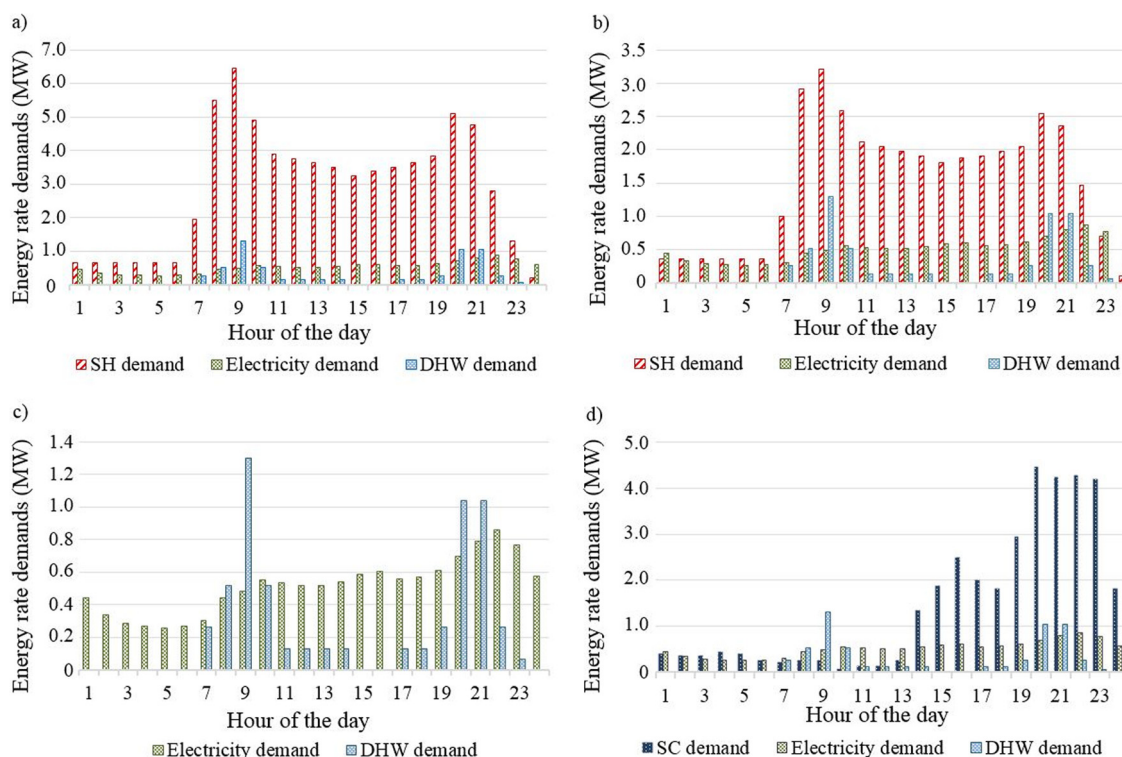 a)
Energy rate demands (MW)
7.0
6.0
5.0
4.0
3.0
2.0
1.0
0
1 3 5 7 9 11 13 15 17 19 21 23
Hour of the day
SH demand Electricity demand DHW demand
b)
Energy rate demands (MW)
3.5
3.0
2.5
2.0
1.5
1.0
0.5
0
1 3 5 7 9 11 13 15 17 19 21 23
Hour of the day
SH demand Electricity demand DHW demand
c)
Energy rate demands (MW)
1.4
1.2
1.0
0.8
0.6
0.4
0.2
0
1 3 5 7 9 11 13 15 17 19 21 23
Hour of the day
Electricity demand DHW demand
d)
Energy rate demands (MW)
5.0
4.0
3.0
2.0
1.0
0
1 3 5 7 9 11 13 15 17 19 21 23
Hour of the day
SC demand Electricity demand DHW demand